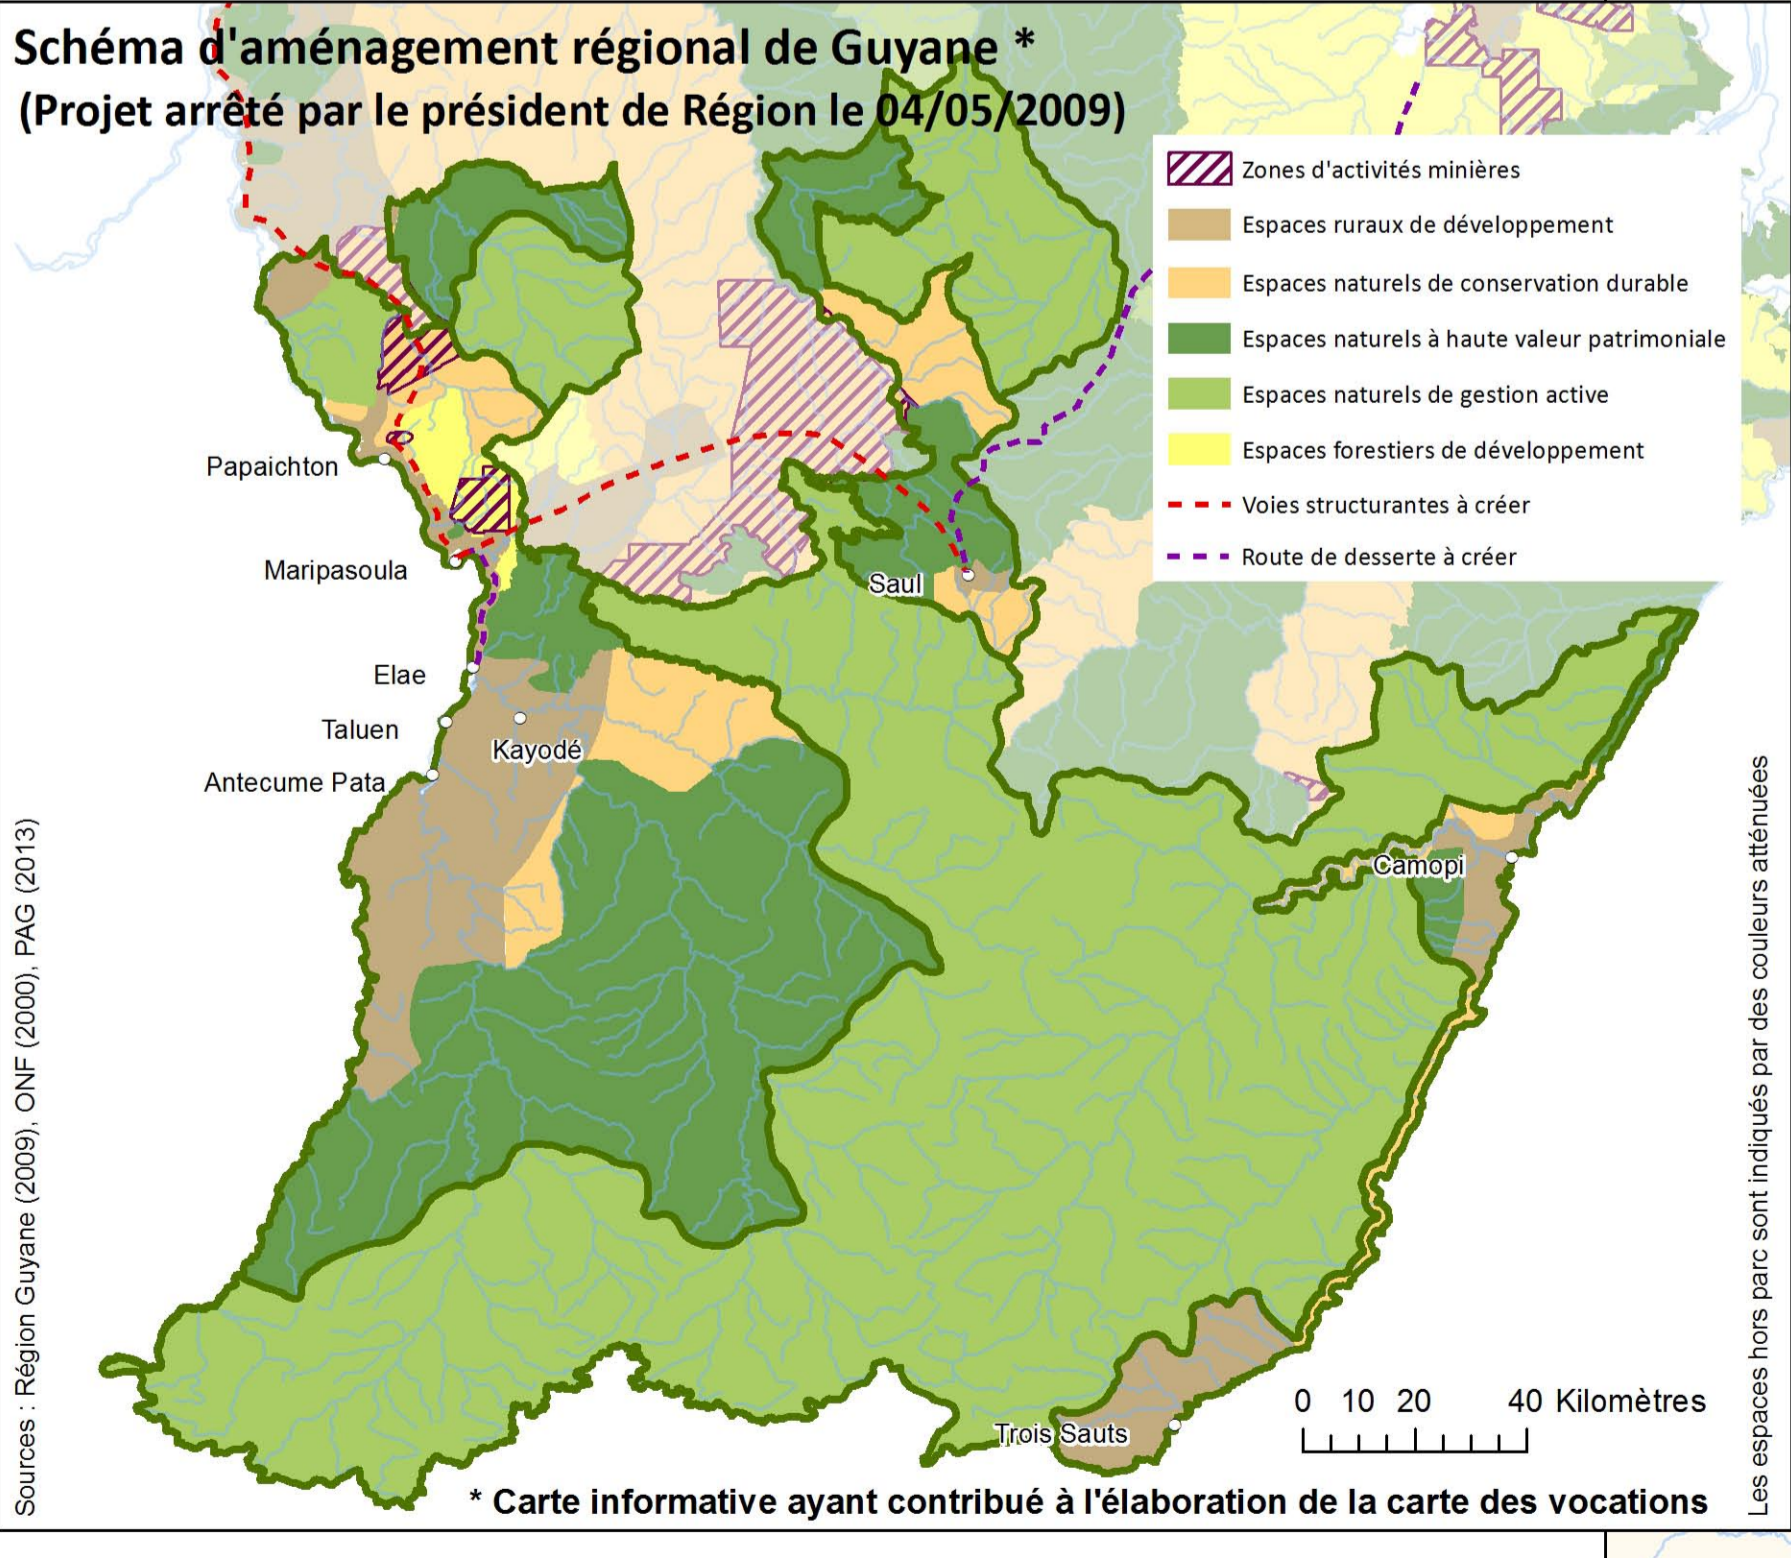 Schéma d'aménagement régional de Guyane *
(Projet arrêté par le président de Région le 04/05/2009)
Zones d'activités minières
Espaces ruraux de développement
Espaces naturels de conservation durable
Espaces naturels à haute valeur patrimoniale
Espaces naturels de gestion active
Espaces forestiers de développement
Voies structurantes à créer
Route de desserte à créer
Papaichton
Maripasoula
Saul
Elae
Taluen
Kayodé
Antecume Pata
Camopi
Trois Sauts
0 10 20 40 Kilomètres
* Carte informative ayant contribué à l'élaboration de la carte des vocations
Sources : Région Guyane (2009), ONF (2000), PAG (2013)
Les espaces hors parc sont indiqués par des couleurs atténuées